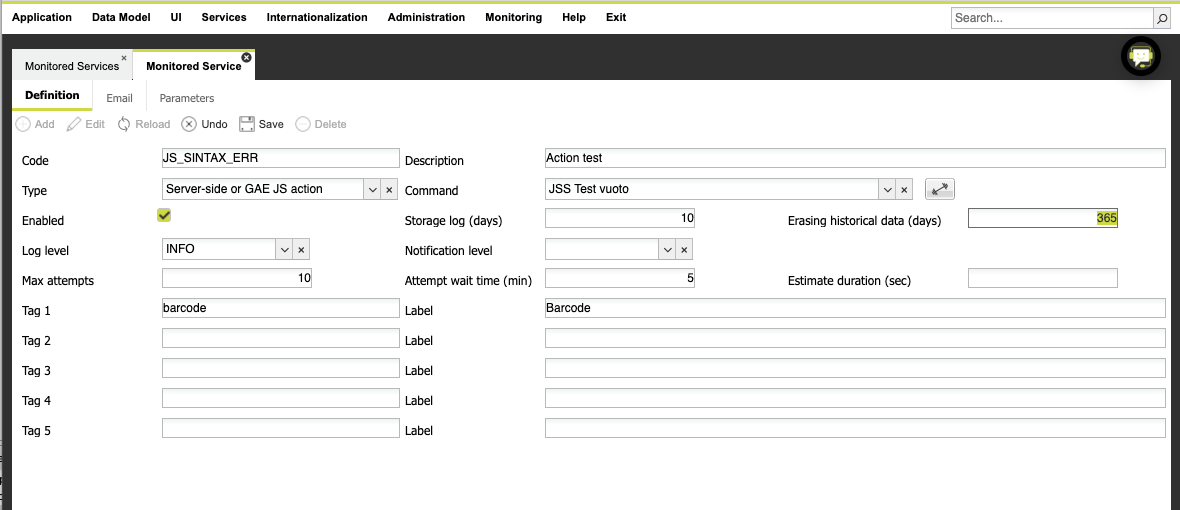 Application Data Model UI Services Internationalization Administration Monitoring Help Exit Search...
Monitored Services Monitored Service
Definition Email Parameters
Add Edit Reload Undo Save Delete
Code JS_SINTAX_ERR Description Action test
Type Server-side or GAE JS action Command JSS Test vuoto
Enabled Storage log (days) 10 Erasing historical data (days) 365
Log level INFO Notification level
Max attempts 10 Attempt wait time (min) 5 Estimate duration (sec)
Tag 1 barcode Label Barcode
Tag 2 Label
Tag 3 Label
Tag 4 Label
Tag 5 Label